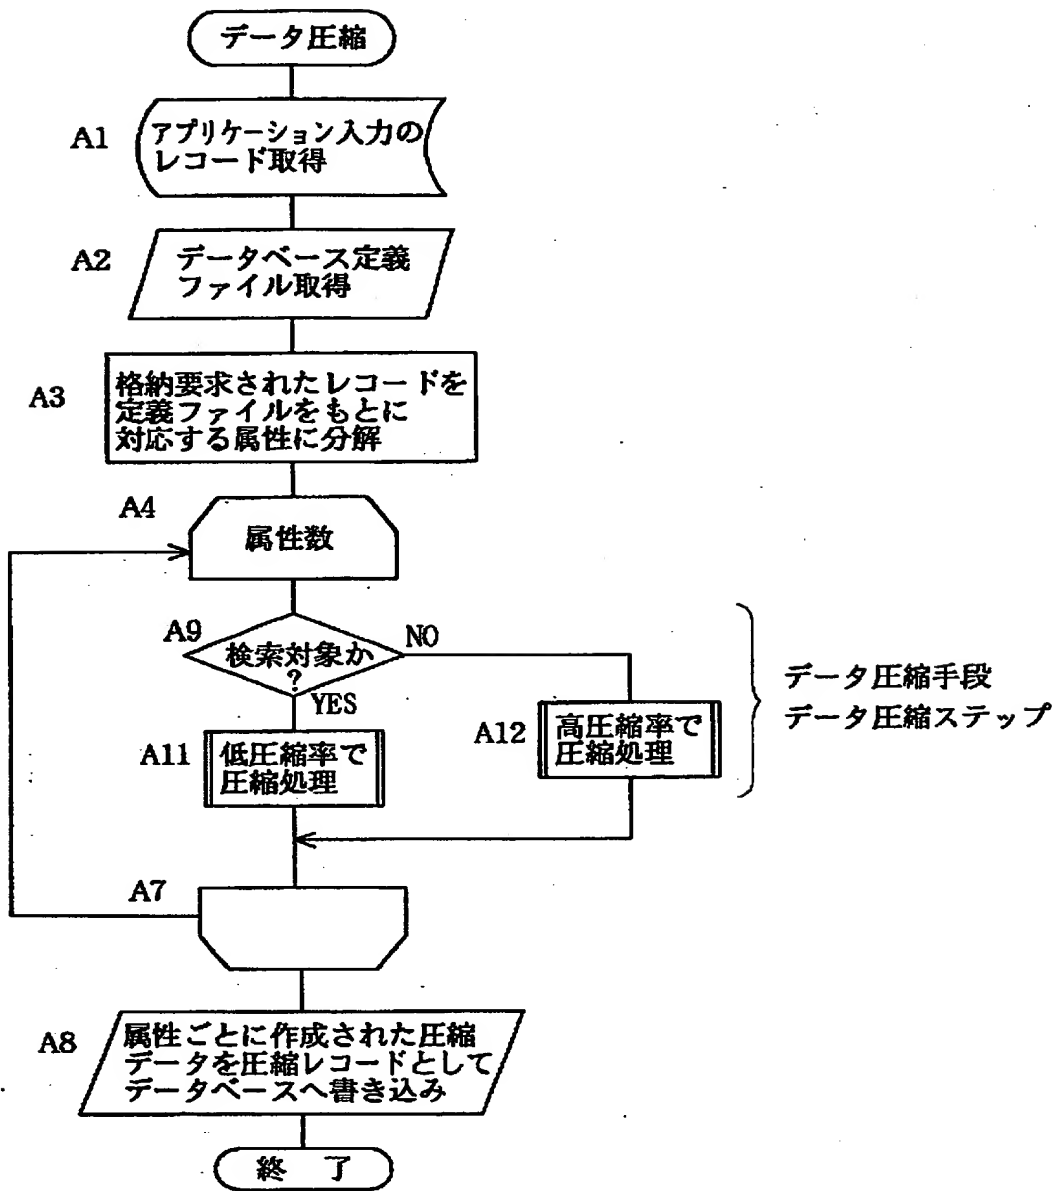 データ圧縮
A1
アプリケーション入力の
レコード取得
A2
データベース定義
ファイル取得
A3
格納要求されたレコードを
定義ファイルをもとに
対応する属性に分解
A4
属性数
A9
検索対象か
?
NO
YES
A11
低圧縮率で
圧縮処理
A12
高圧縮率で
圧縮処理
データ圧縮手段
データ圧縮ステップ
A7
A8
属性ごとに作成された圧縮
データを圧縮レコードとして
データベースへ書き込み
終 了